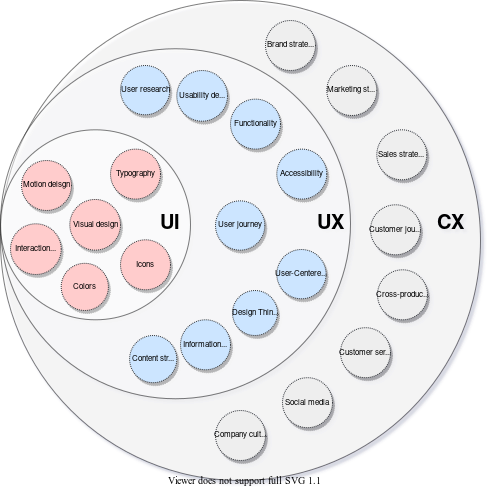 Brand strate...
Marketing st...
Sales strate...
Customer jou...
Cross-produc...
Customer ser...
Social media
Company cult...
CX
User research
Usability de...
Functionality
Accessibility
User journey
User-Centere...
Design Thin...
Information...
Content str...
UX
Motion deisgn
Typography
Visual design
Interaction...
Icons
Colors
UI
Viewer does not support full SVG 1.1